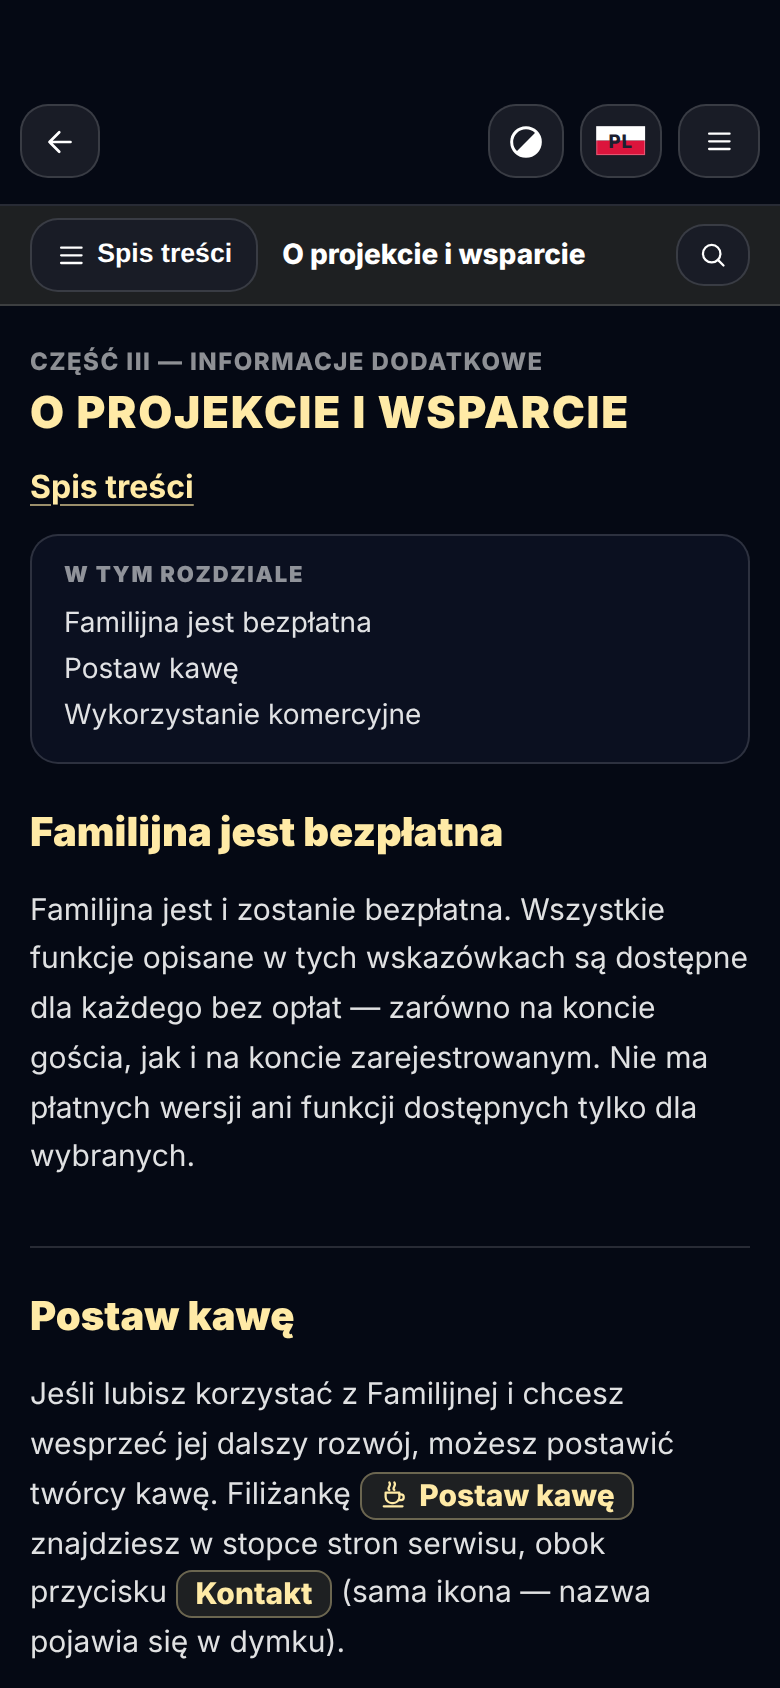 PL
Spis treści
O projekcie i wsparcie
CZĘŚĆ III — INFORMACJE DODATKOWE
O PROJEKCIE I WSPARCIE
Spis treści
W TYM ROZDZIALE
Familijna jest bezpłatna
Postaw kawę
Wykorzystanie komercyjne
Familijna jest bezpłatna
Familijna jest i zostanie bezpłatna. Wszystkie
funkcje opisane w tych wskazówkach są dostępne
dla każdego bez opłat — zarówno na koncie
gościa, jak i na koncie zarejestrowanym. Nie ma
płatnych wersji ani funkcji dostępnych tylko dla
wybranych.
Postaw kawę
Jeśli lubisz korzystać z Familijnej i chcesz
wesprzeć jej dalszy rozwój, możesz postawić
twórcy kawę. Filiżankę Postaw kawę
znajdziesz w stopce stron serwisu, obok
przycisku Kontakt (sama ikona — nazwa
pojawia się w dymku).